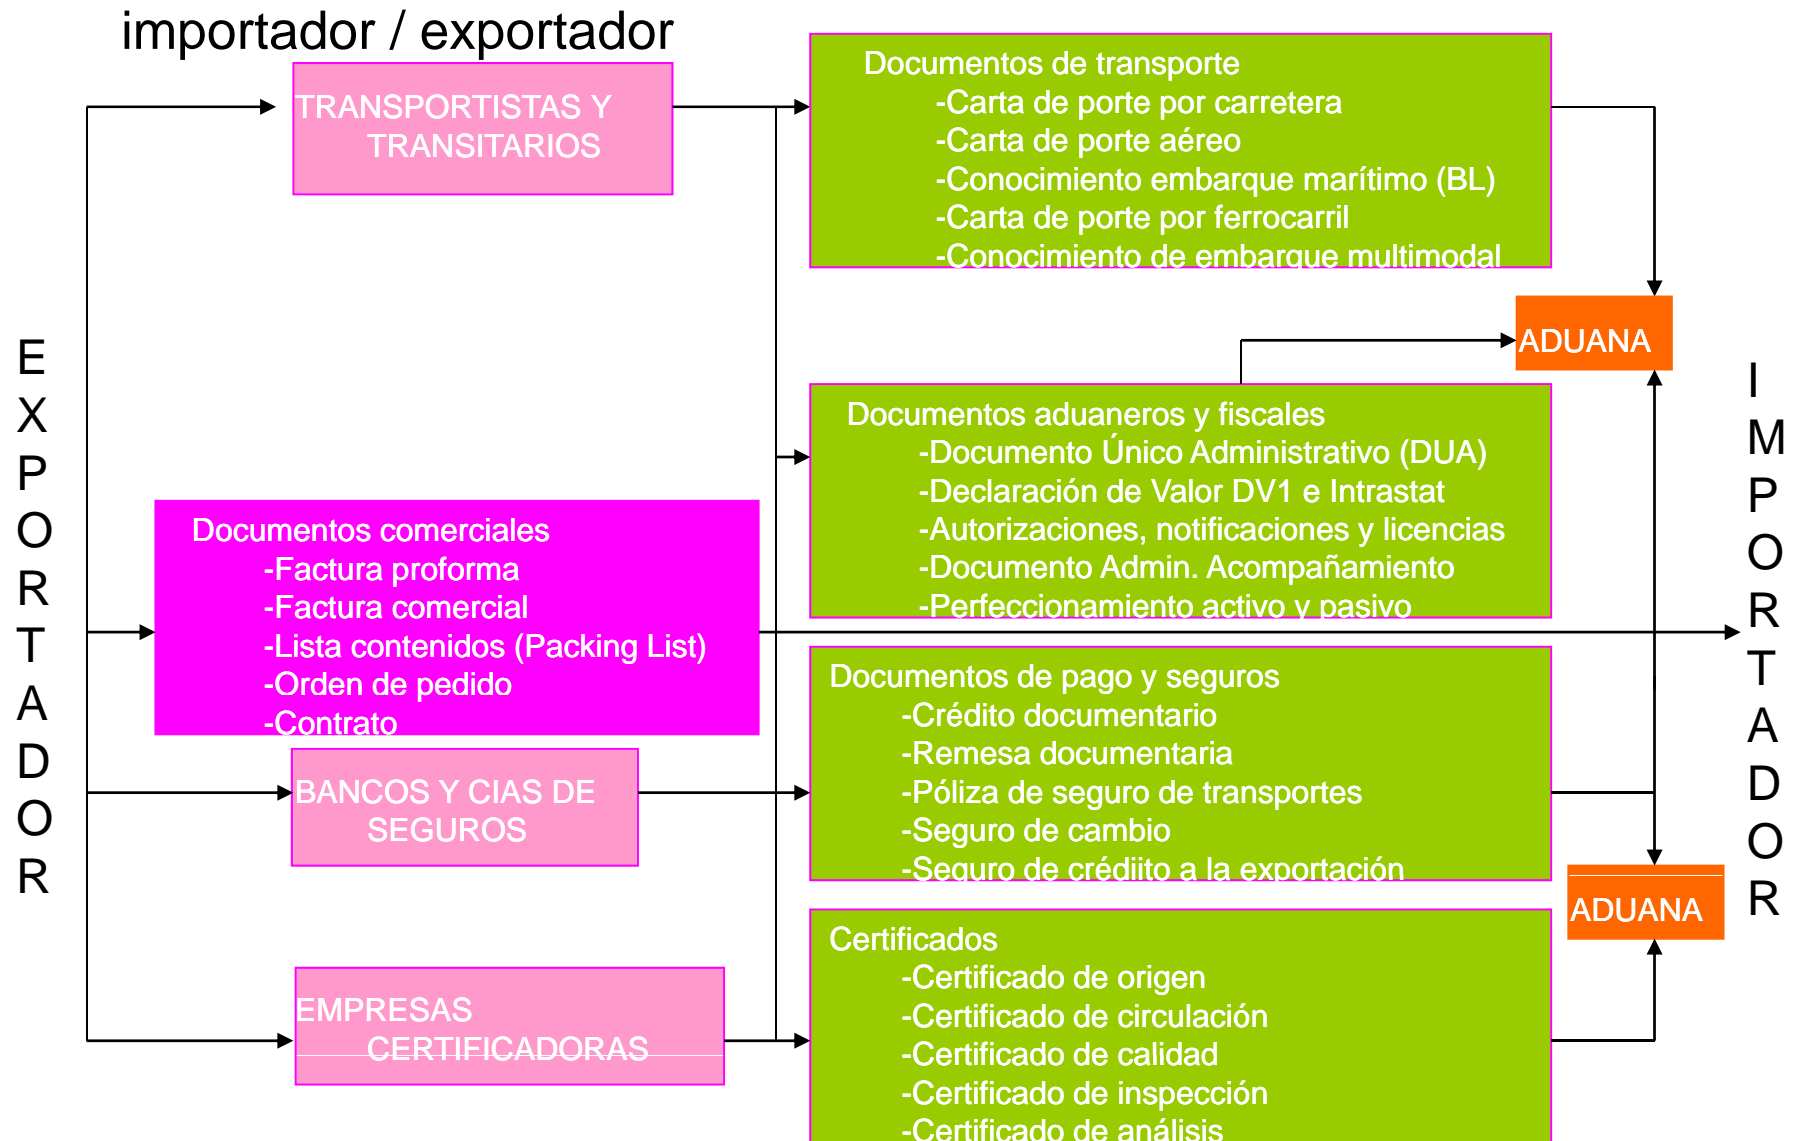 importador / exportador
TRANSPORTISTAS Y
TRANSITARIOS
Documentos de transporte
-Carta de porte por carretera
-Carta de porte aéreo
-Conocimiento embarque marítimo (BL)
-Carta de porte por ferrocarril
-Conocimiento de embarque multimodal
ADUANA
EXPORTADOR
IMPORTADOR
Documentos aduaneros y fiscales
-Documento Único Administrativo (DUA)
-Declaración de Valor DV1 e Intrastat
-Autorizaciones, notificaciones y licencias
-Documento Admin. Acompañamiento
-Perfeccionamiento activo y pasivo
Documentos comerciales
-Factura proforma
-Factura comercial
-Lista contenidos (Packing List)
-Orden de pedido
-Contrato
Documentos de pago y seguros
-Crédito documentario
-Remesa documentaria
-Póliza de seguro de transportes
-Seguro de cambio
-Seguro de crédiito a la exportación
BANCOS Y CIAS DE
SEGUROS
ADUANA
EMPRESAS
CERTIFICADORAS
Certificados
-Certificado de origen
-Certificado de circulación
-Certificado de calidad
-Certificado de inspección
-Certificado de análisis